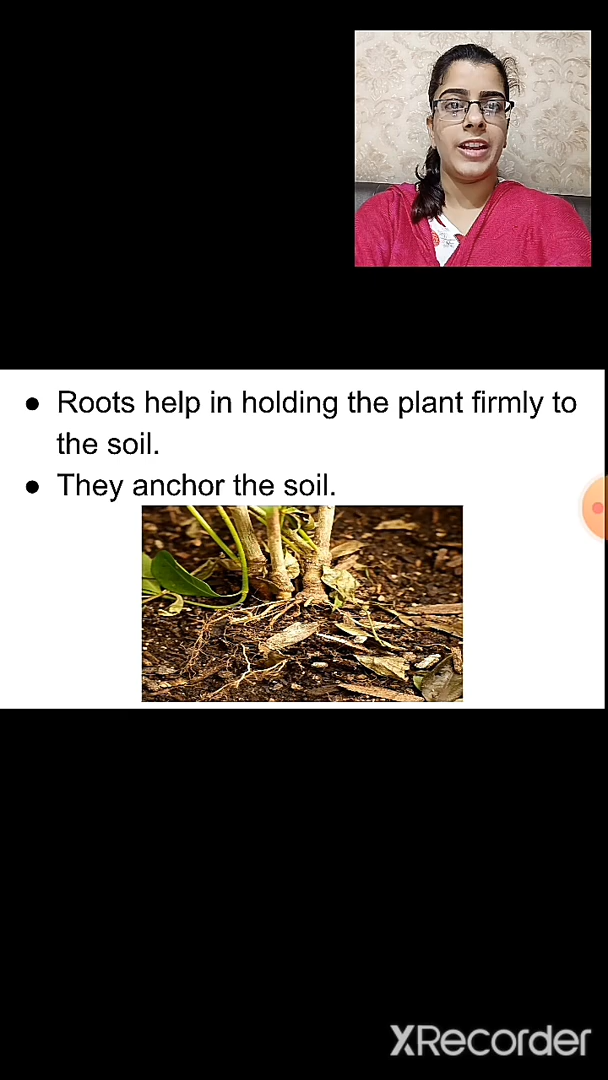 ● Roots help in holding the plant firmly to
the soil.
● They anchor the soil.
XRecorder